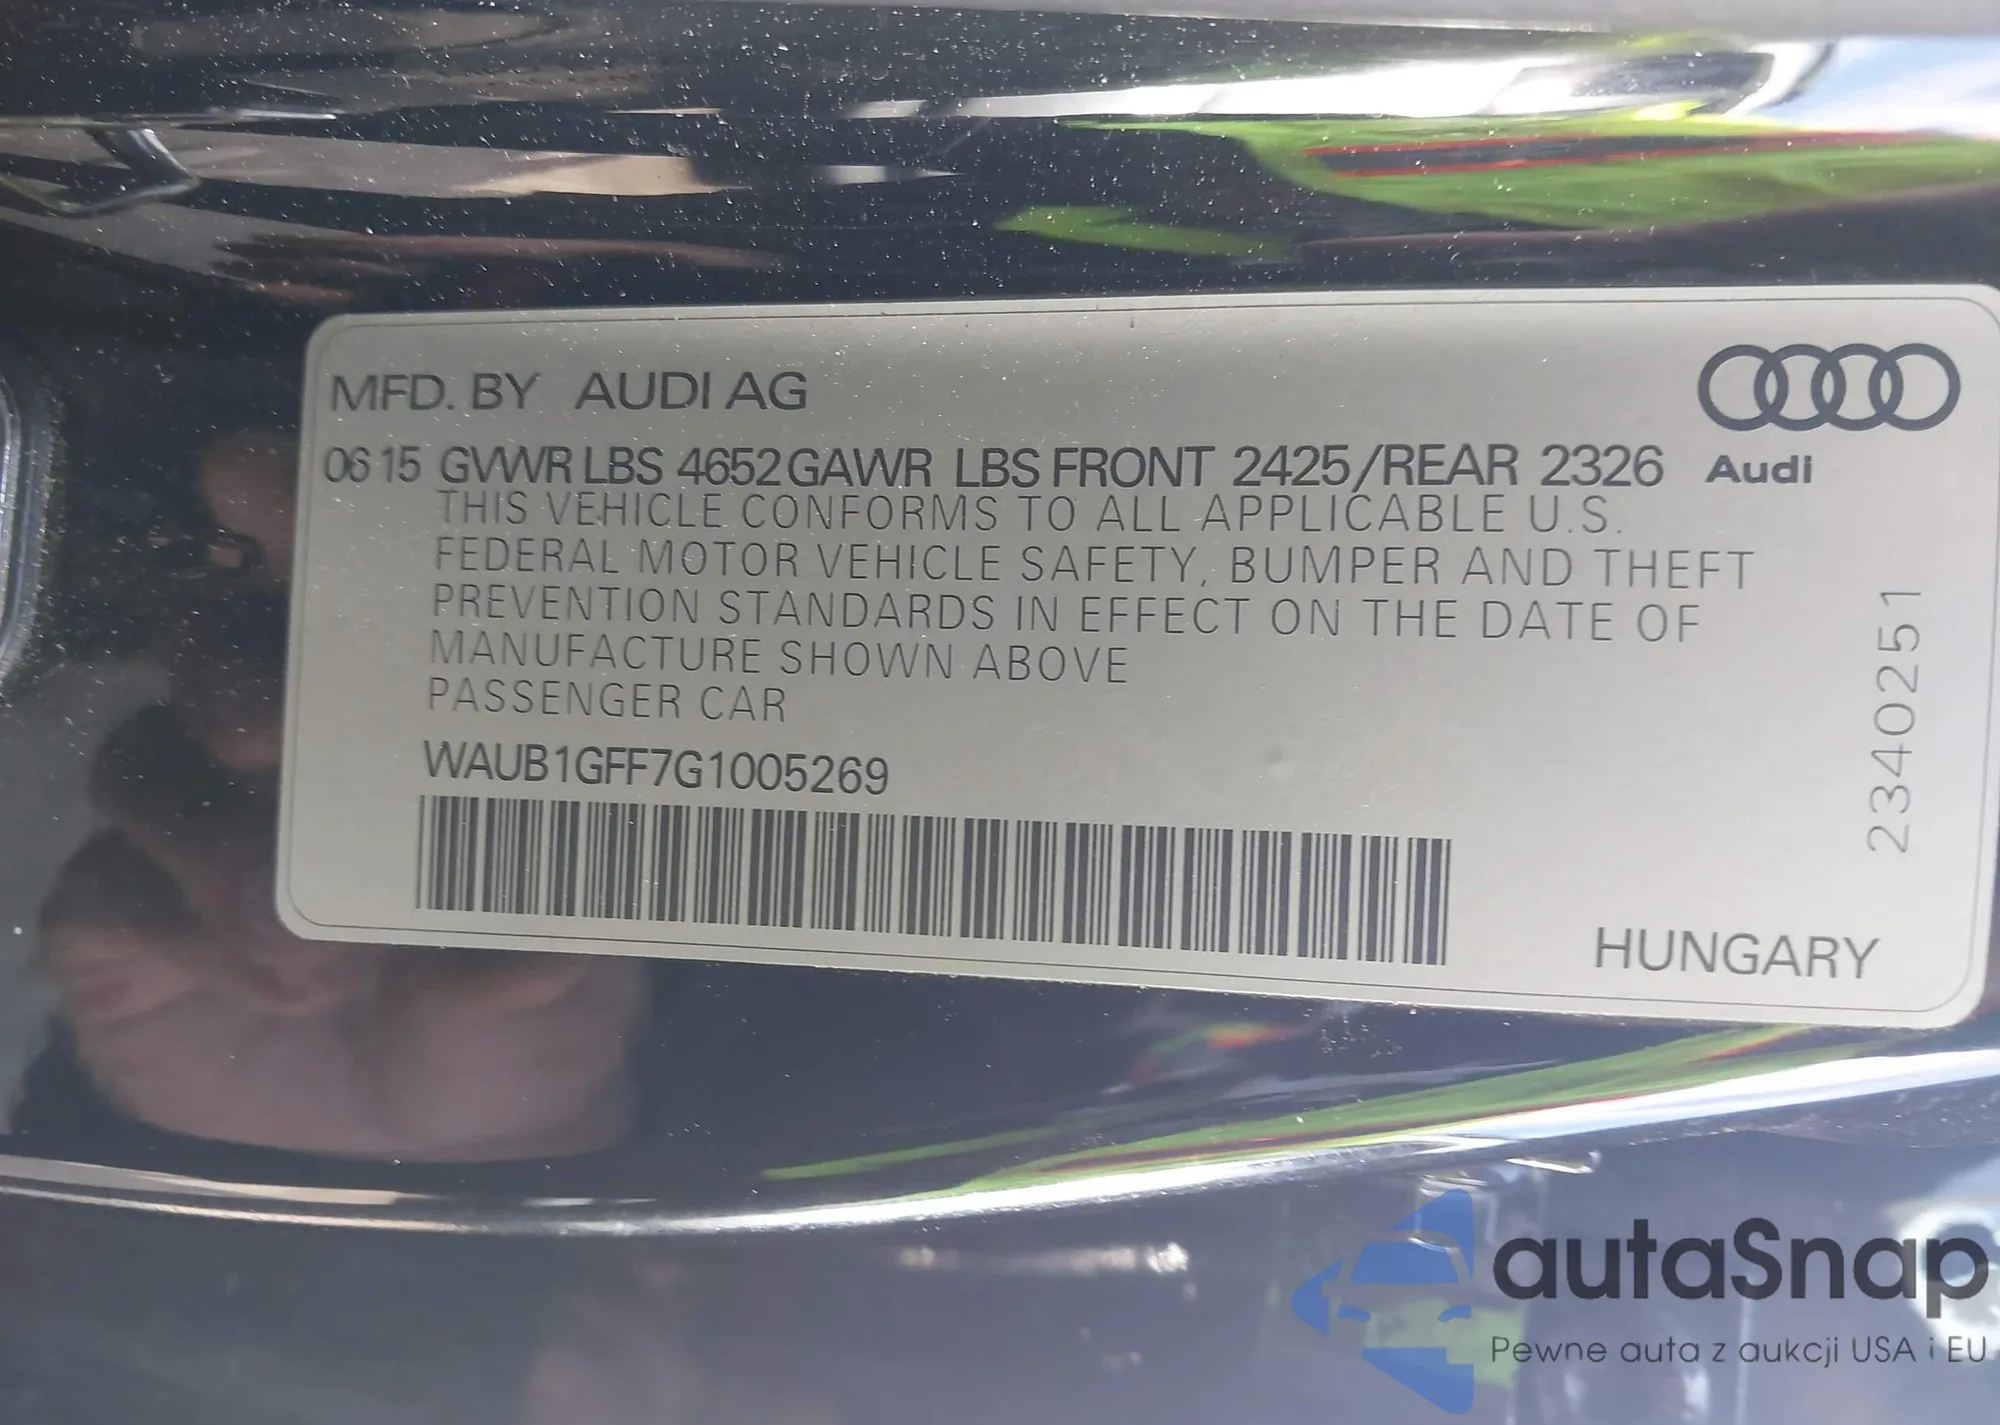 MFD. BY AUDI AG
06 15 GVWR LBS 4652 GAWR LBS FRONT 2425/REAR 2326
Audi
THIS VEHICLE CONFORMS TO ALL APPLICABLE U.S.
FEDERAL MOTOR VEHICLE SAFETY, BUMPER AND THEFT
PREVENTION STANDARDS IN EFFECT ON THE DATE OF
MANUFACTURE SHOWN ABOVE
PASSENGER CAR
WAUB1GFF7G1005269
2340251
HUNGARY
autaSnap
Pewne auta z aukcji USA i EU